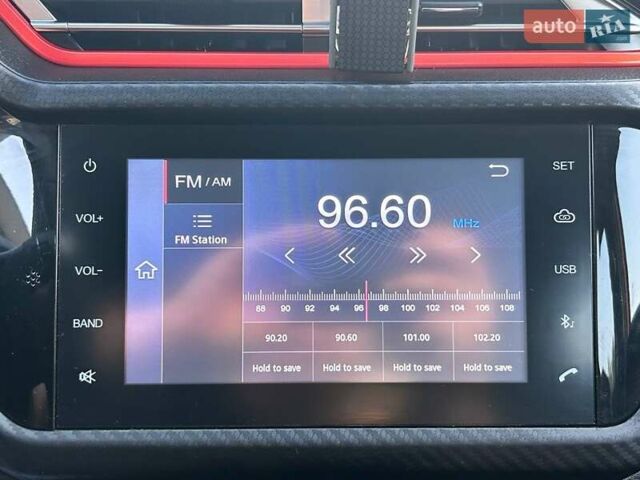 auto RIA
SET
FM / AM
96.60 MHz
VOL+
FM Station
VOL−
USB
BAND
88 90 92 94 96 98 100 102 104 106 108
90.20 90.60 101.00 102.20
Hold to save Hold to save Hold to save Hold to save